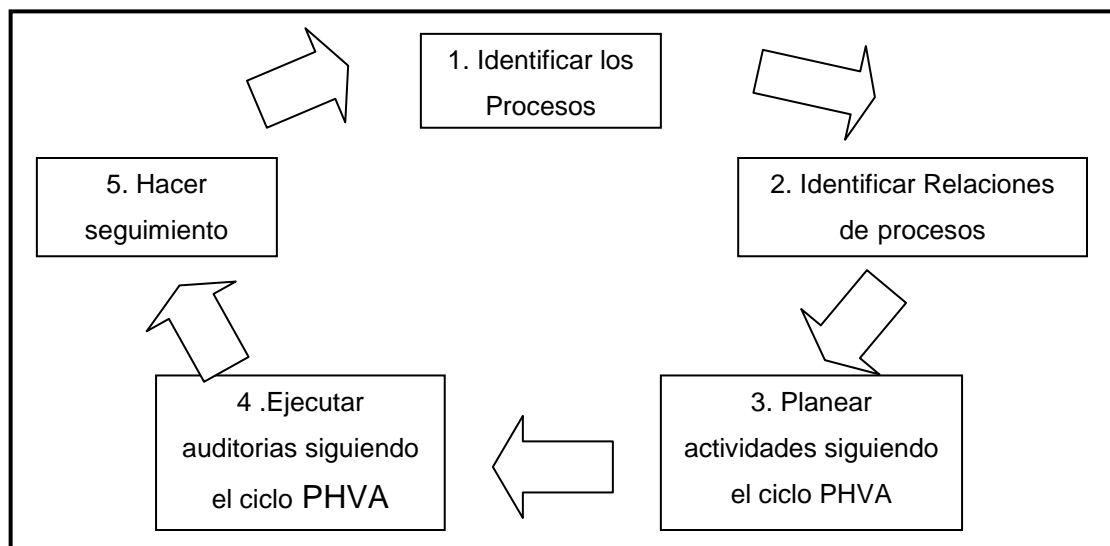 1. Identificar los
Procesos
2. Identificar Relaciones
de procesos
3. Planear
actividades siguiendo
el ciclo PHVA
4 .Ejecutar
auditorias siguiendo
el ciclo PHVA
5. Hacer
seguimiento